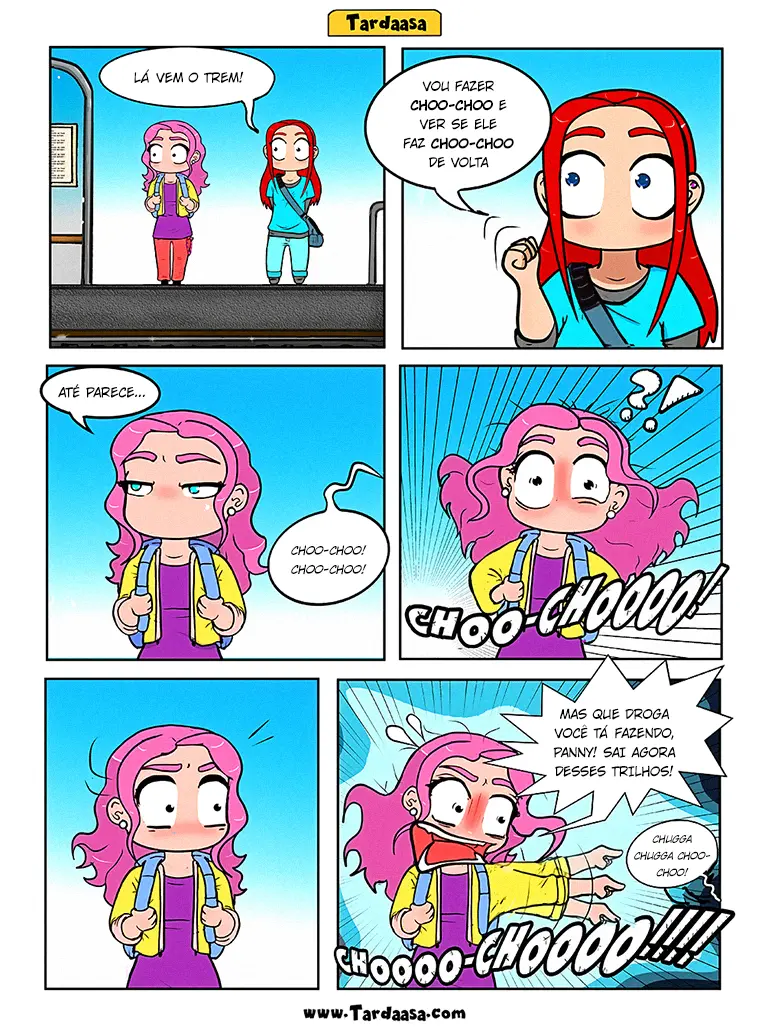 Tardaasa
LÁ VEM O TREM!
VOU FAZER
CHOO-CHOO E
VER SE ELE
FAZ CHOO-CHOO
DE VOLTA
ATÉ PARECE...
CHOO-CHOO!
CHOO-CHOO!
?!
CHOO-CHOOOO!
MAS QUE DROGA
VOCÊ TÁ FAZENDO,
PANNY! SAI AGORA
DESSES TRILHOS!
CHUGGA
CHUGGA CHOO-
CHOO!
CHOOOO-CHOOOOO!!!!
www.Tardaasa.com